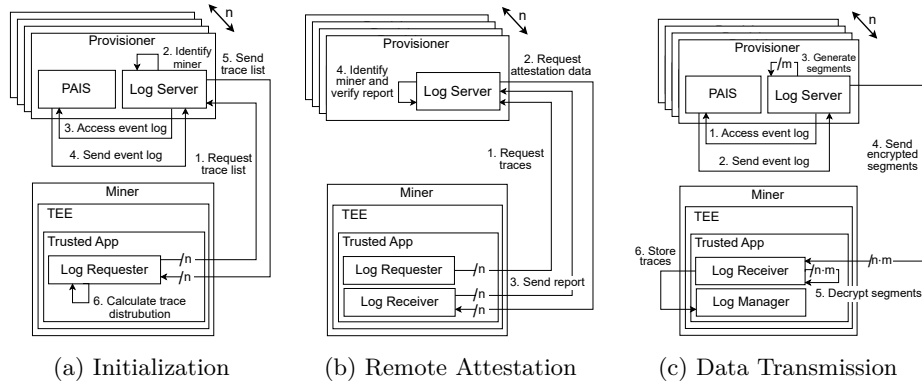 n
Provisioner
2. Identify
miner
PAIS
Log Server
3. Access event log
4. Send event log
5. Send
trace list
1. Request
trace list
Miner
TEE
Trusted App
Log Requester
/n
/n
6. Calculate trace
distrubution
(a) Initialization
n
Provisioner
4. Identify
miner and
verify report
Log Server
2. Request
attestation data
1. Request
traces
Miner
TEE
Trusted App
Log Requester
/n
3. Send report
Log Receiver
/n
/n
(b) Remote Attestation
n
Provisioner
3. Generate
segments
/m
PAIS
Log Server
1. Access event log
2. Send event log
4. Send
encrypted
segments
Miner
TEE
Trusted App
6. Store
traces
Log Receiver
/n·m
/n·m
5. Decrypt segments
Log Manager
(c) Data Transmission